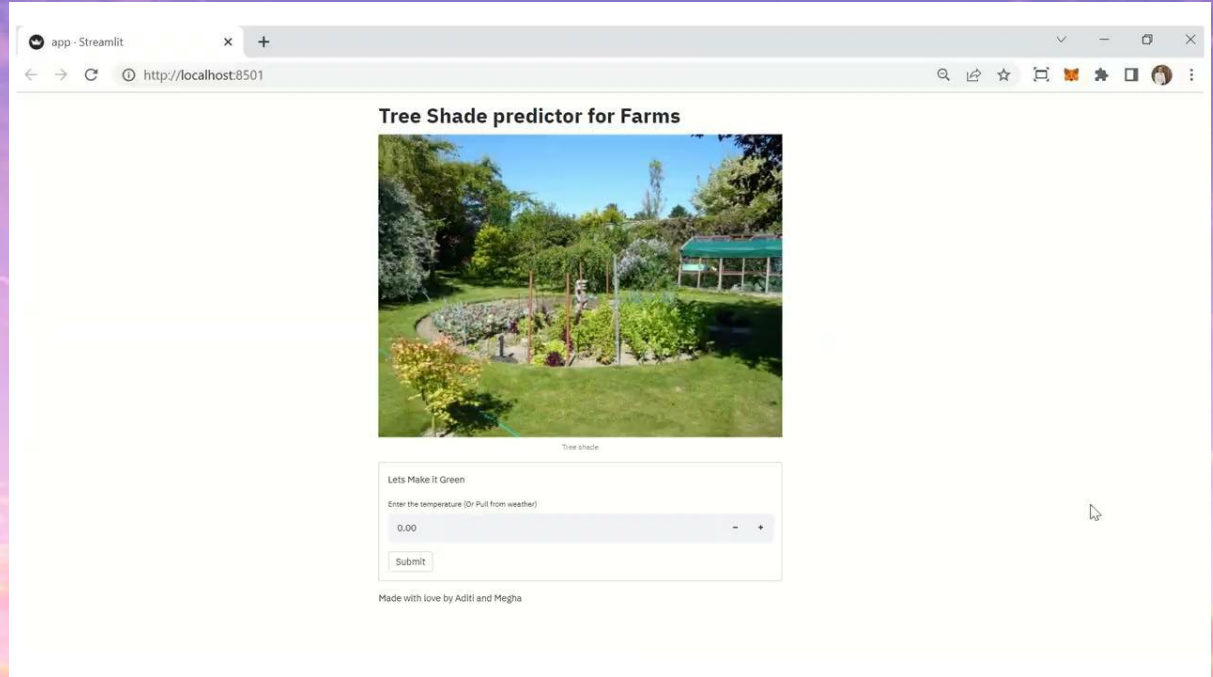 app · Streamlit
http://localhost:8501
Tree Shade predictor for Farms
Tree shade
Lets Make it Green
Enter the temperature (Or Pull from weather)
0.00 - +
Submit
Made with love by Aditi and Megha